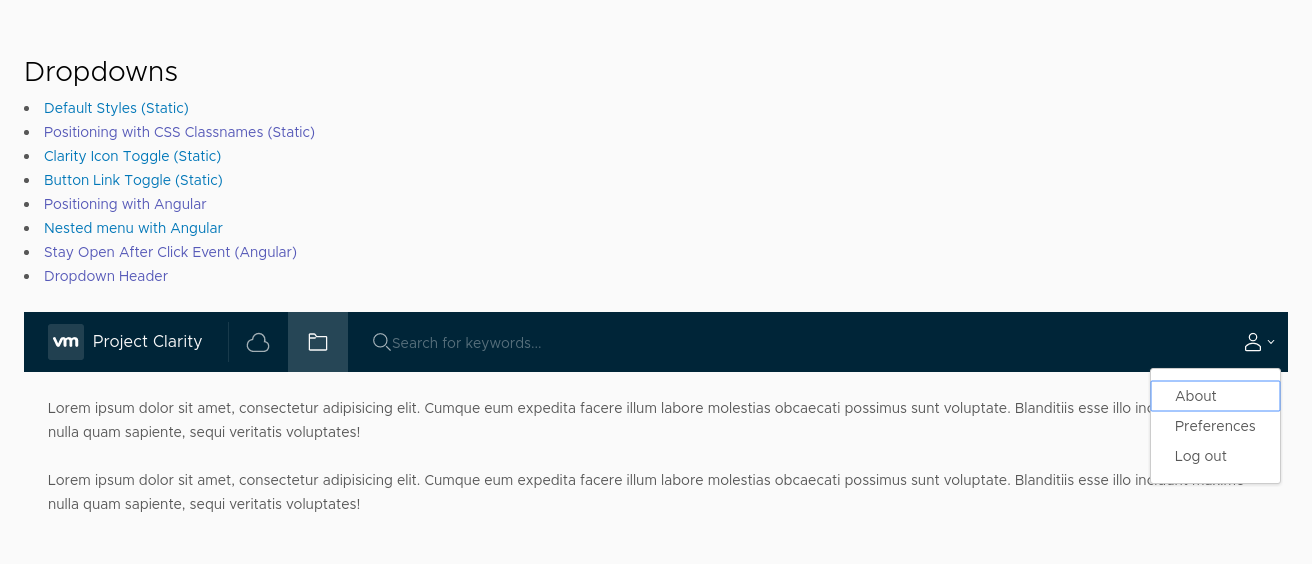 Dropdowns
Default Styles (Static)
Positioning with CSS Classnames (Static)
Clarity Icon Toggle (Static)
Button Link Toggle (Static)
Positioning with Angular
Nested menu with Angular
Stay Open After Click Event (Angular)
Dropdown Header
vm Project Clarity Search for keywords...
About
Preferences
Log out
Lorem ipsum dolor sit amet, consectetur adipisicing elit. Cumque eum expedita facere illum labore molestias obcaecati possimus sunt voluptate. Blanditiis esse illo
nulla quam sapiente, sequi veritatis voluptates!
Lorem ipsum dolor sit amet, consectetur adipisicing elit. Cumque eum expedita facere illum labore molestias obcaecati possimus sunt voluptate. Blanditiis esse illo
nulla quam sapiente, sequi veritatis voluptates!